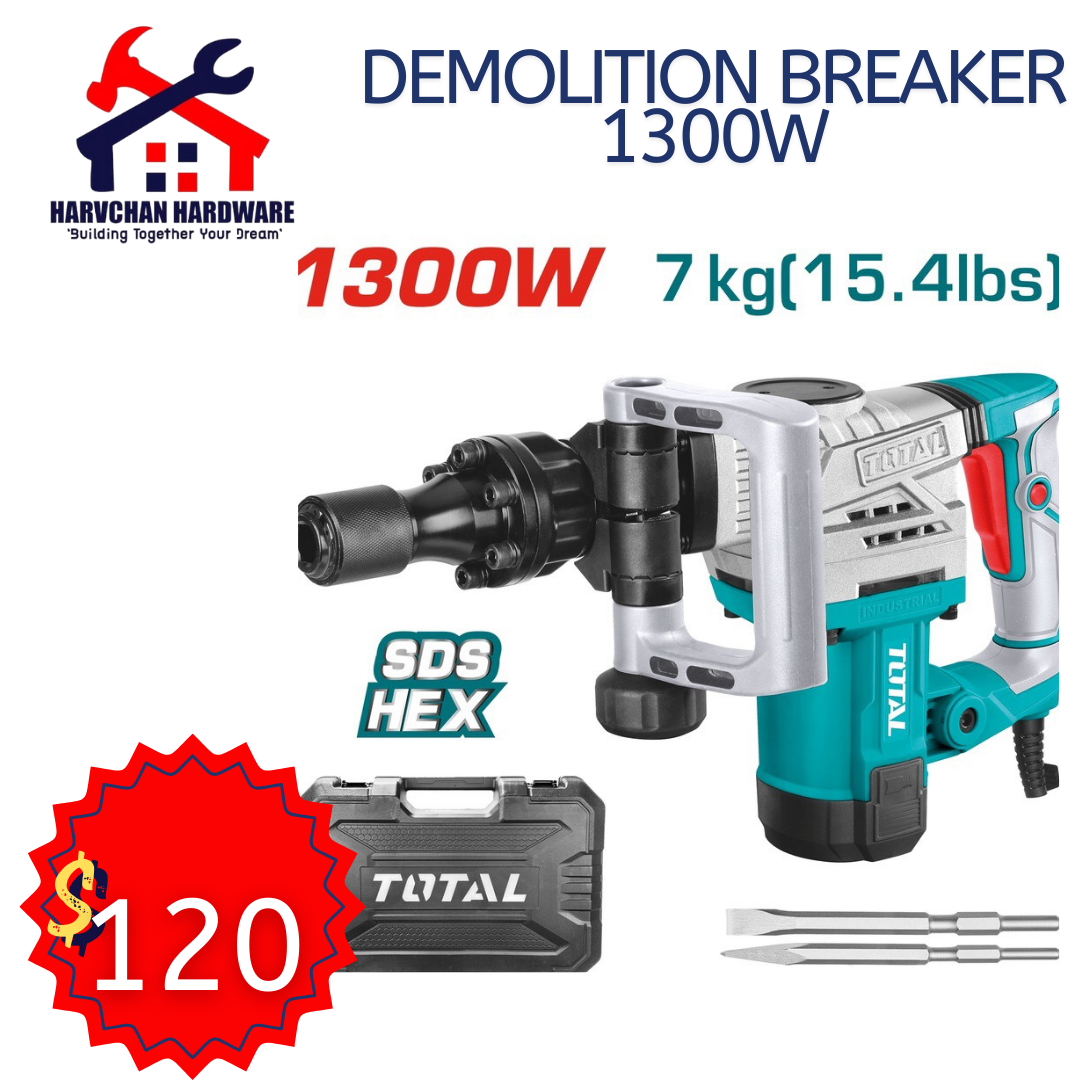 DEMOLITION BREAKER
1300W
HARVCHAN HARDWARE
'Building Together Your Dream'
1300W
7 kg(15.4lbs)
TOTAL
INDUSTRIAL
TOTAL
SDS
HEX
TOTAL
$120